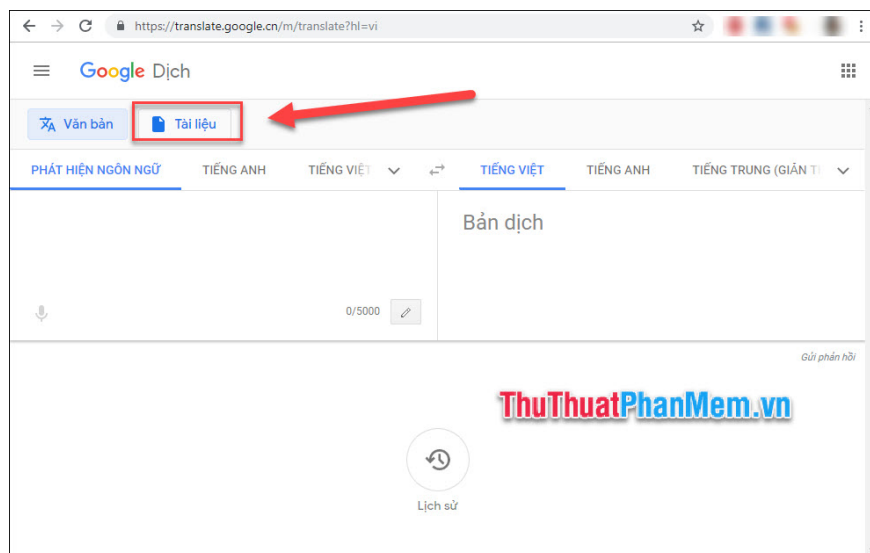 https://translate.google.cn/m/translate?hl=vi
Google Dịch
Văn bản Tài liệu
PHÁT HIỆN NGÔN NGỮ TIẾNG ANH TIẾNG VIỆT TIẾNG VIỆT TIẾNG ANH TIẾNG TRUNG (GIẢN T
Bản dịch
0/5000
Gửi phản hồi
ThuThuatPhanMem.vn
Lịch sử